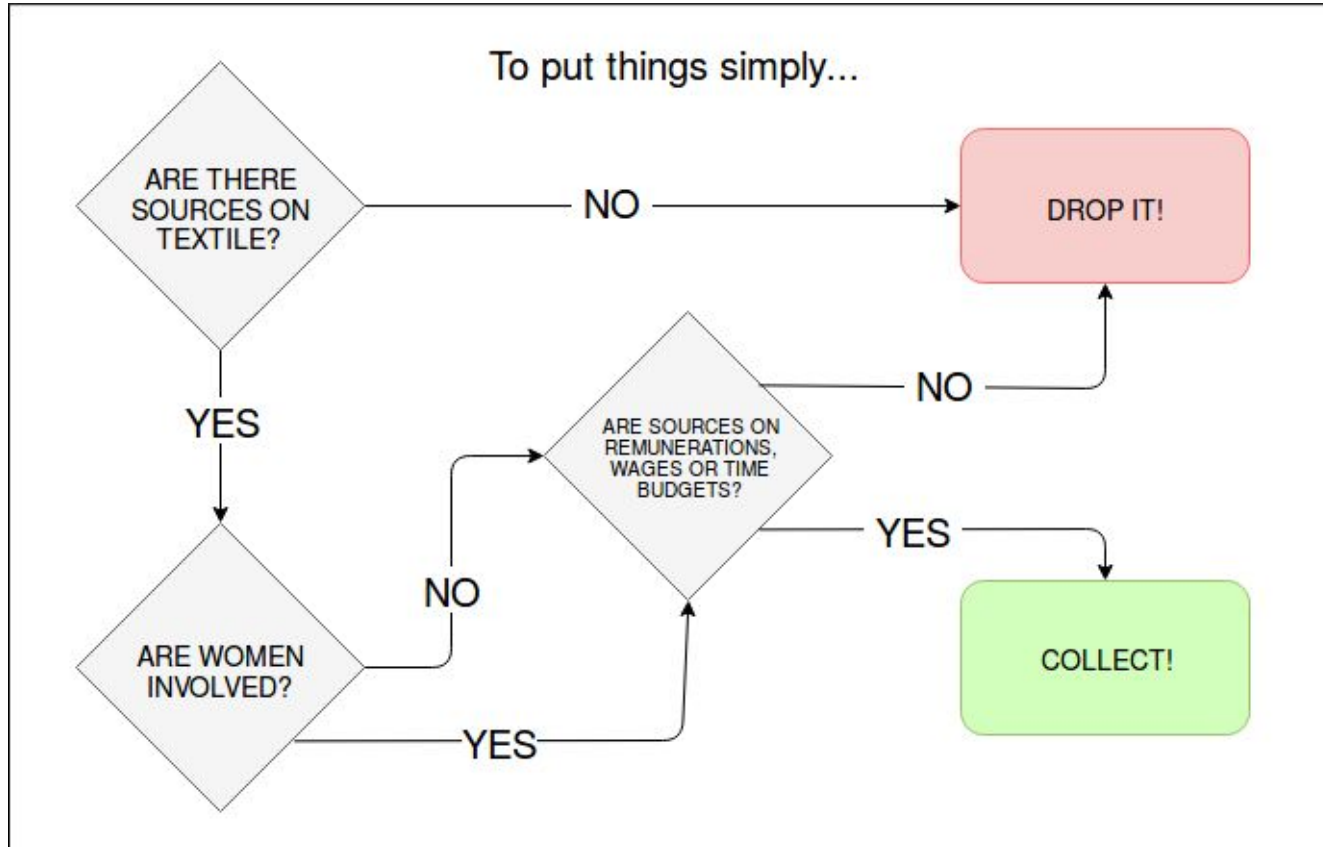 To put things simply...
ARE THERE
SOURCES ON
TEXTILE?
NO
DROP IT!
YES
ARE SOURCES ON
REMUNERATIONS,
WAGES OR TIME
BUDGETS?
NO
YES
NO
ARE WOMEN
INVOLVED?
YES
COLLECT!